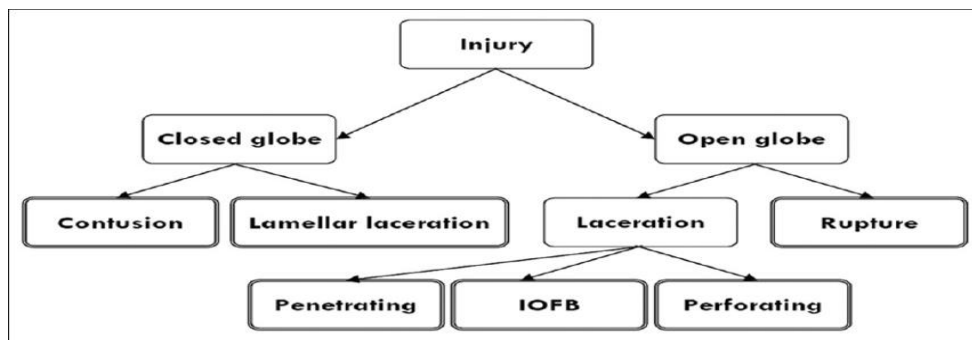 Injury
Closed globe
Open globe
Contusion
Lamellar laceration
Laceration
Rupture
Penetrating
IOFB
Perforating